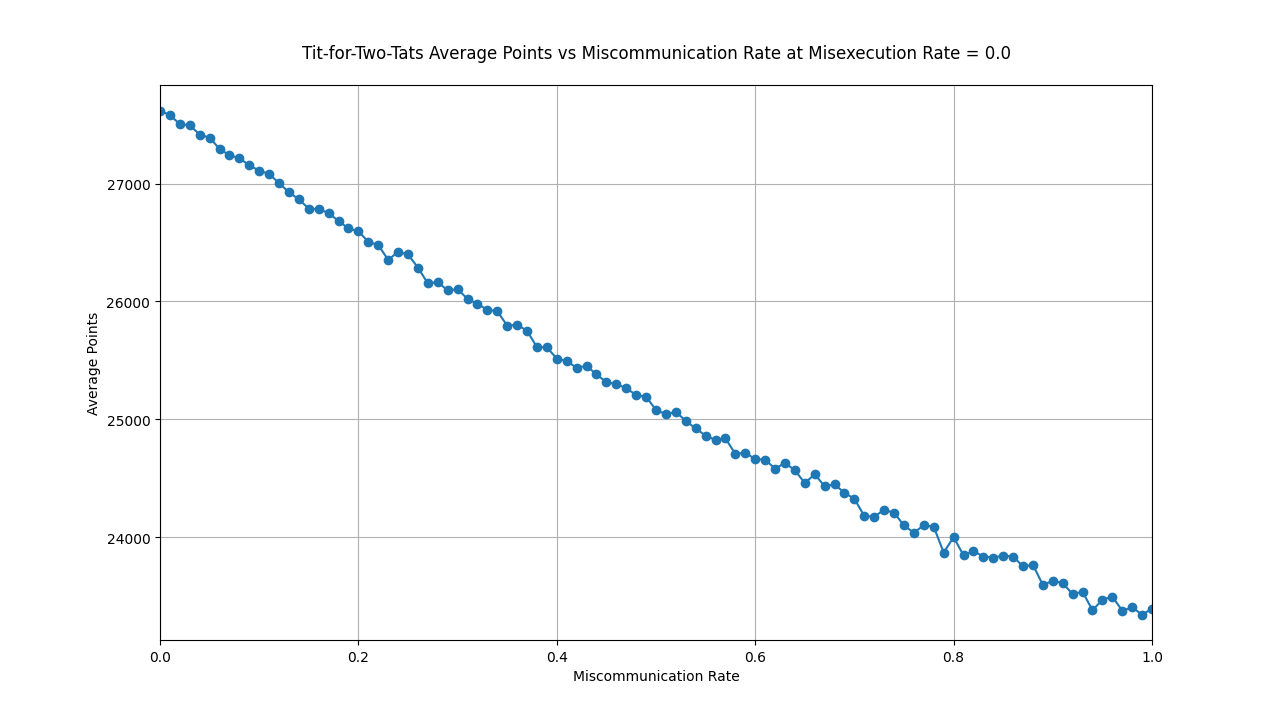 Tit-for-Two-Tats Average Points vs Miscommunication Rate at Misexecution Rate = 0.0
27000
26000
25000
24000
Average Points
0.0 0.2 0.4 0.6 0.8 1.0
Miscommunication Rate